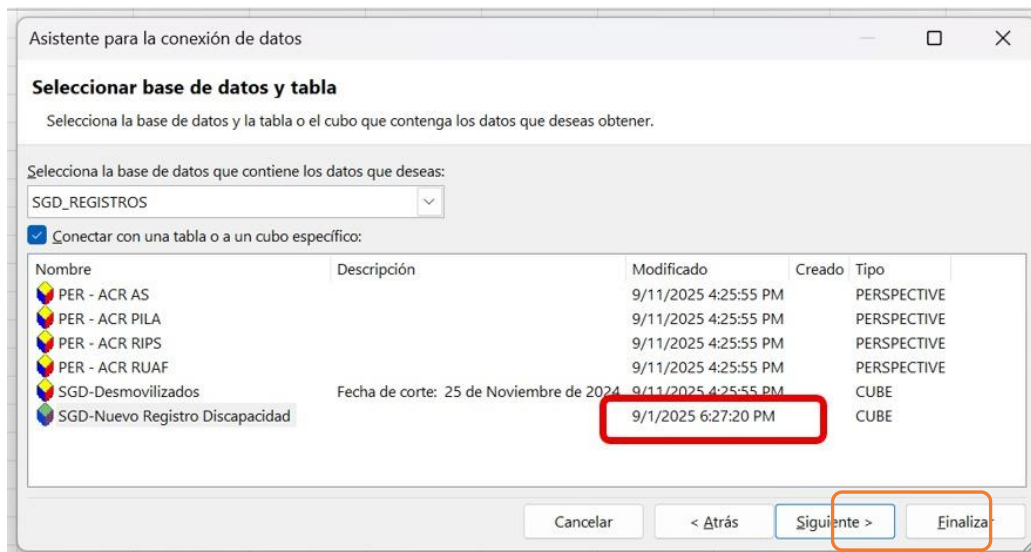 Asistente para la conexión de datos
Seleccionar base de datos y tabla
Selecciona la base de datos y la tabla o el cubo que contenga los datos que deseas obtener.
Selecciona la base de datos que contiene los datos que deseas:
SGD_REGISTROS
Conectar con una tabla o a un cubo específico:
Nombre Descripción Modificado Creado Tipo
PER - ACR AS 9/11/2025 4:25:55 PM PERSPECTIVE
PER - ACR PILA 9/11/2025 4:25:55 PM PERSPECTIVE
PER - ACR RIPS 9/11/2025 4:25:55 PM PERSPECTIVE
PER - ACR RUAF 9/11/2025 4:25:55 PM PERSPECTIVE
SGD-Desmovilizados Fecha de corte: 25 de Noviembre de 2024 9/11/2025 4:25:55 PM CUBE
SGD-Nuevo Registro Discapacidad 9/1/2025 6:27:20 PM CUBE
Cancelar < Atrás Siguiente > Finalizar